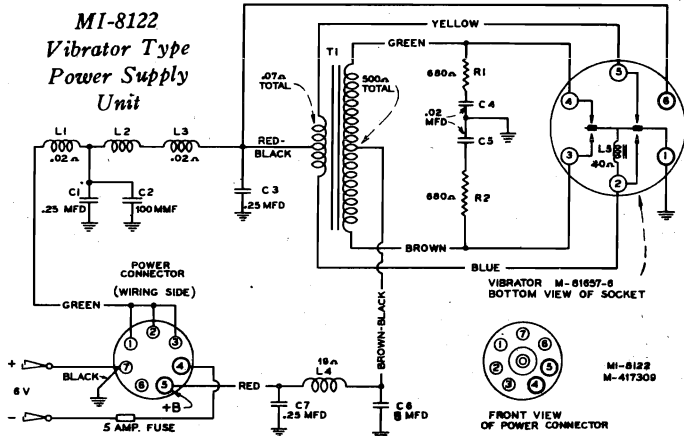 MI-8122
Vibrator Type
Power Supply
Unit
YELLOW
T1
GREEN
.07Ω
TOTAL
500Ω
TOTAL
680Ω
R1
C4
.02
MFD
C5
680Ω
R2
5
4
6
3
1
2
L5
40Ω
L1
L2
L3
.02Ω
.02Ω
RED-
BLACK
C1
.25 MFD
C2
100MMF
C3
.25 MFD
BROWN
BLUE
VIBRATOR M-81657-6
BOTTOM VIEW OF SOCKET
POWER
CONNECTOR
(WIRING SIDE)
GREEN
1
2
3
7
4
6
5
+
6 V
-
BLACK
+B
5 AMP. FUSE
RED
19Ω
L4
BROWN-BLACK
C7
.25 MFD
C6
8 MFD
7
1
6
2
5
3
4
FRONT VIEW
OF POWER CONNECTOR
MI-8122
M-417309